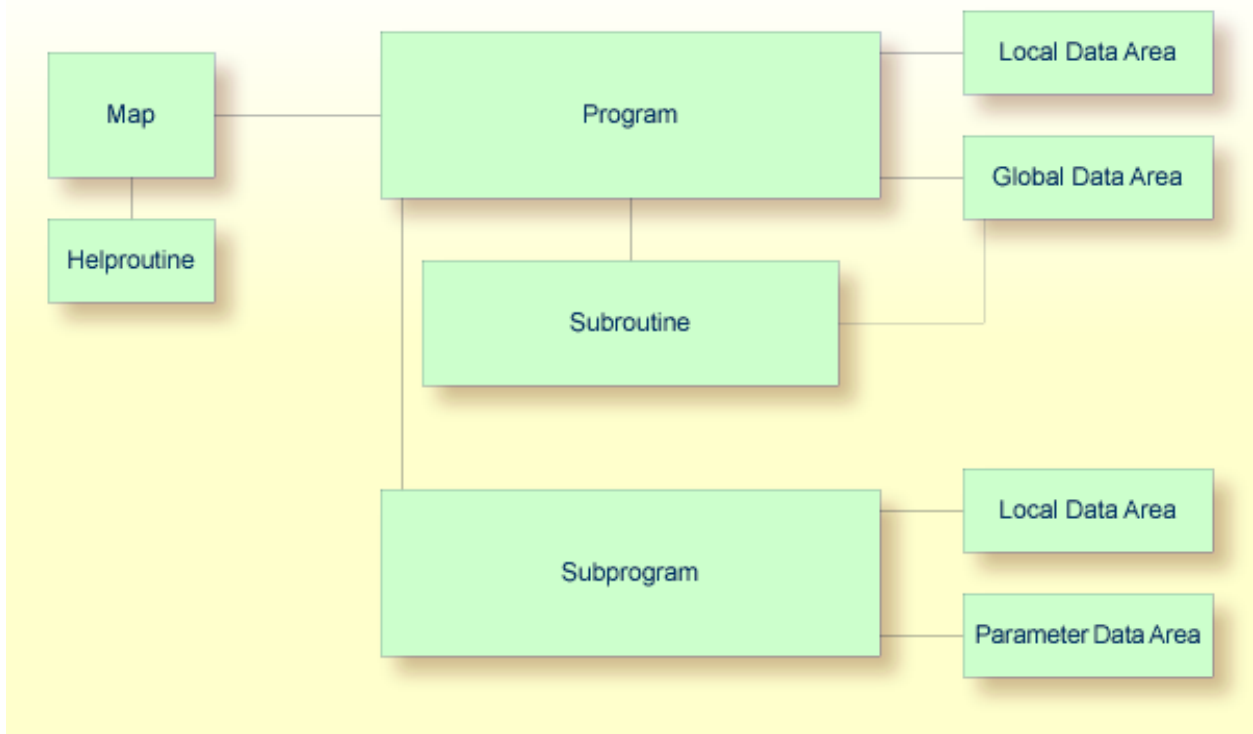 Local Data Area
Map
Program
Global Data Area
Helproutine
Subroutine
Local Data Area
Subprogram
Parameter Data Area